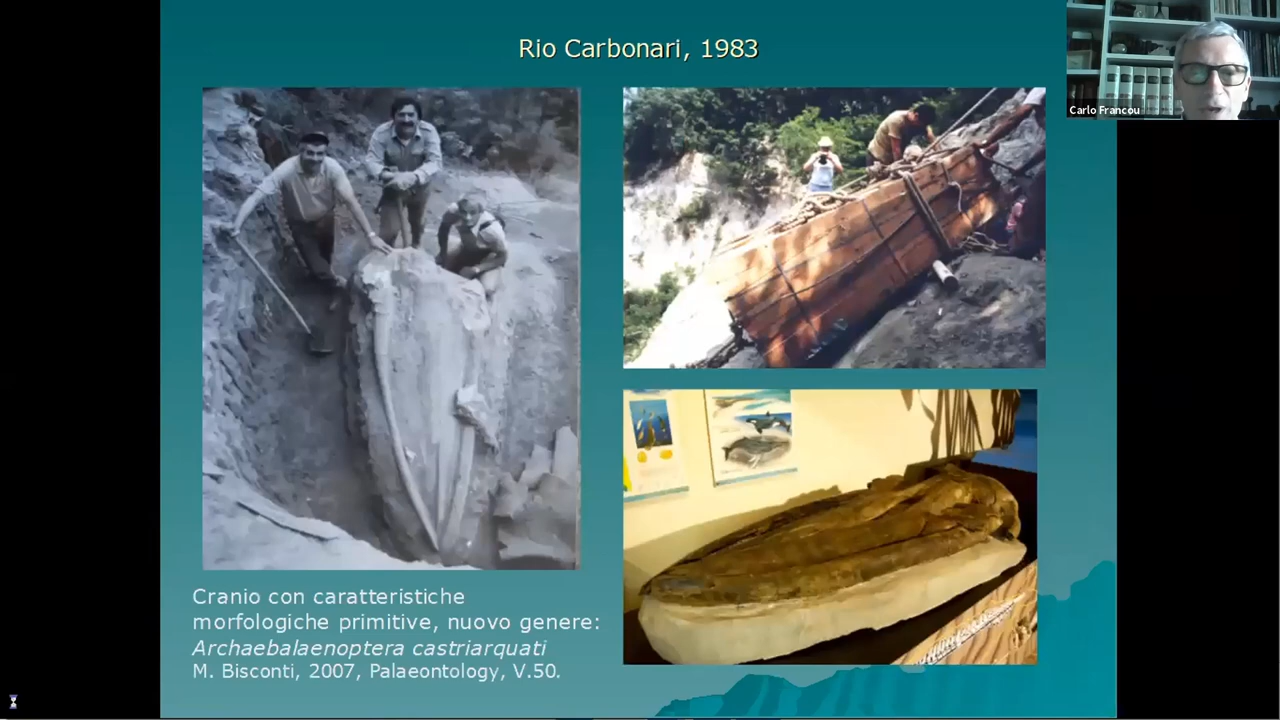 Rio Carbonari, 1983
Carlo Francou
Cranio con caratteristiche
morfologiche primitive, nuovo genere:
Archaebalaenoptera castriarquati
M. Bisconti, 2007, Palaeontology, V.50.